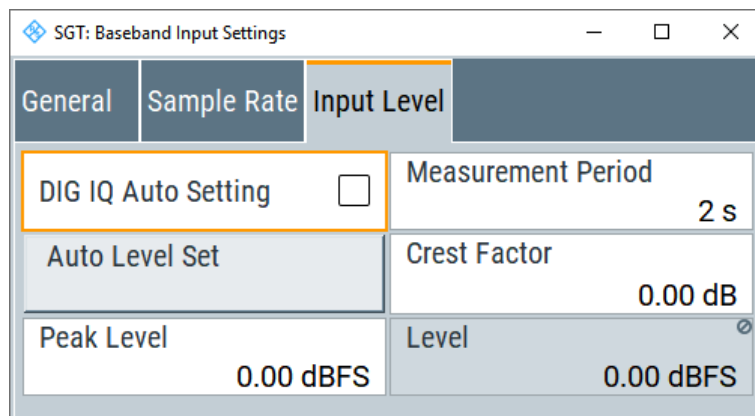 SGT: Baseband Input Settings
General Sample Rate Input Level
DIG IQ Auto Setting
Measurement Period
2 s
Auto Level Set
Crest Factor
0.00 dB
Peak Level
0.00 dBFS
Level
0.00 dBFS